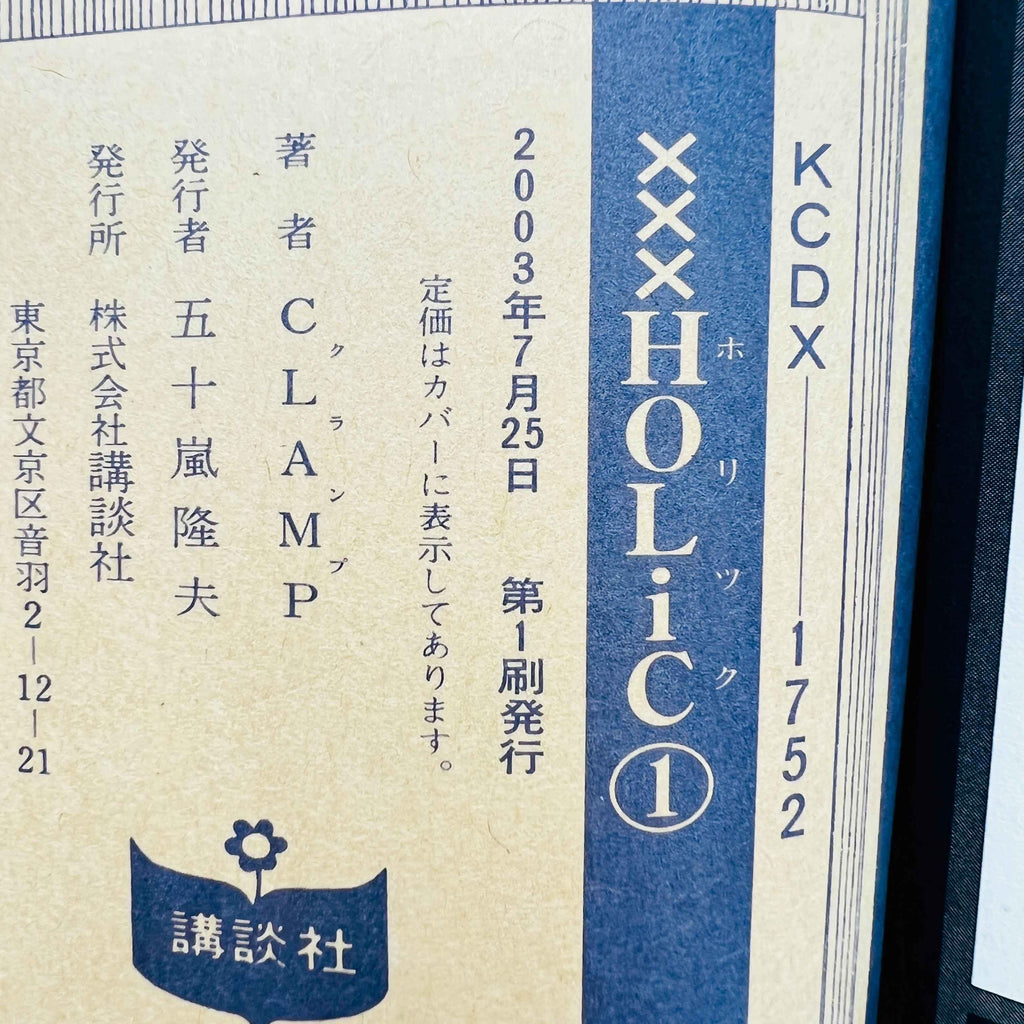 KCDX―1752
×××HOLiC①
ホリツク
2003年7月25日 第1刷発行
定価はカバーに表示してあります。
著者 CLAMP
クランプ
発行者 五十嵐隆夫
発行所 株式会社講談社
東京都文京区音羽2―12―21
講談社